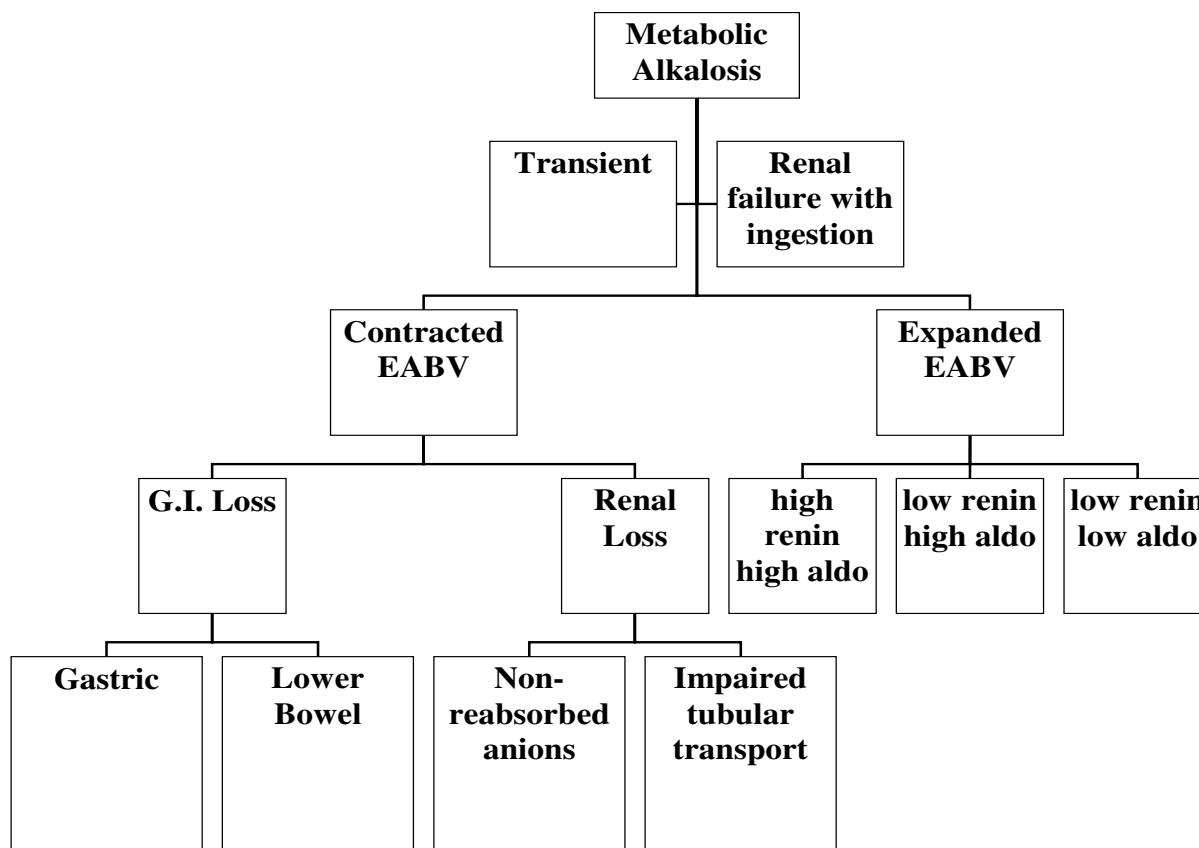 Metabolic
Alkalosis
Transient
Renal
failure with
ingestion
Contracted
EABV
Expanded
EABV
G.I. Loss
Renal
Loss
high
renin
high aldo
low renin
high aldo
low renin
low aldo
Gastric
Lower
Bowel
Non-
reabsorbed
anions
Impaired
tubular
transport